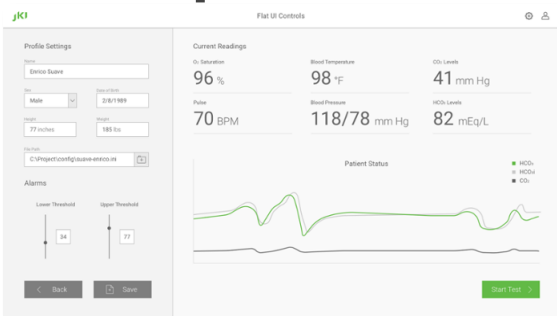 JKI
Flat UI Controls
Profile Settings
Name
Enrico Suave
Sex
Date of Birth
Male
2/8/1989
Height
Weight
77 inches
185 lbs
File Path
C:\Project\config\suave-enrico.ini
Alarms
Lower Threshold
Upper Threshold
34
77
Back
Save
Current Readings
O₂ Saturation
Blood Temperature
CO₂ Levels
96 %
98 °F
41 mm Hg
Pulse
Blood Pressure
HCO₃ Levels
70 BPM
118/78 mm Hg
82 mEq/L
Patient Status
HCO₃
CO₂
Start Test